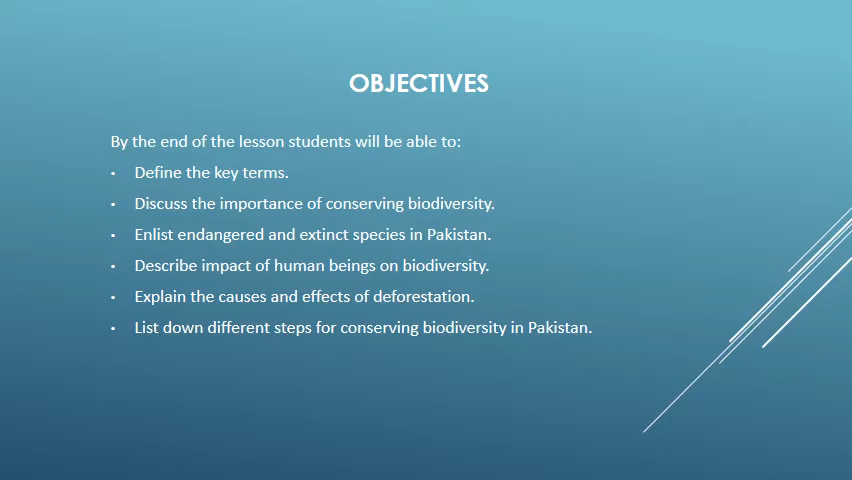 OBJECTIVES
By the end of the lesson students will be able to:
• Define the key terms.
• Discuss the importance of conserving biodiversity.
• Enlist endangered and extinct species in Pakistan.
• Describe impact of human beings on biodiversity.
• Explain the causes and effects of deforestation.
• List down different steps for conserving biodiversity in Pakistan.